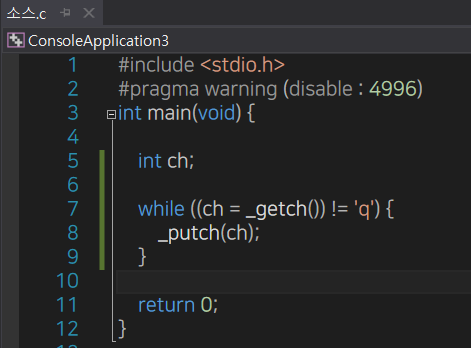 소스.c
ConsoleApplication3
1 #include <stdio.h>
2 #pragma warning (disable : 4996)
3 int main(void) {
4
5 int ch;
6
7 while ((ch = _getch()) != 'q') {
8 _putch(ch);
9 }
10
11 return 0;
12 }